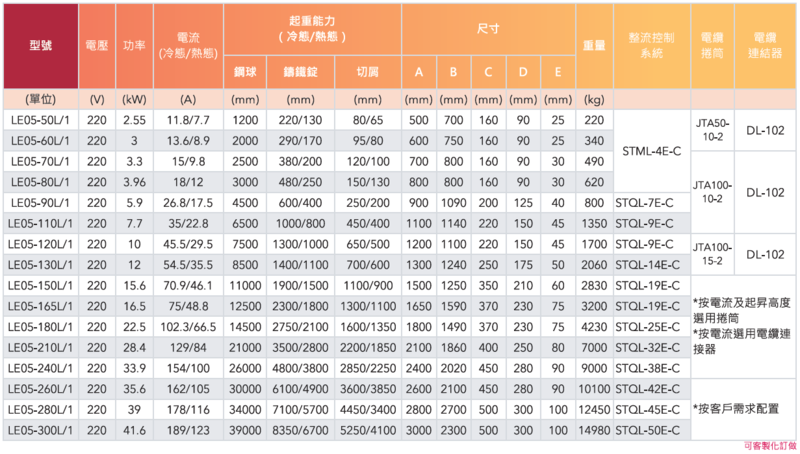 型號 電壓 功率 電流 (冷態/熱態) 起重能力 (冷態/熱態) 尺寸 重量 整流控制系統 電纜捲筒 電纜連結器
鋼球 鑄鐵錠 切屑 A B C D E
(單位) (V) (kW) (A) (mm) (mm) (mm) (mm) (mm) (mm) (mm) (mm) (kg)
LE05-50L/1 220 2.55 11.8/7.7 1200 220/130 80/65 500 700 160 90 25 220 STML-4E-C JTA50-10-2 DL-102
LE05-60L/1 220 3 13.6/8.9 2000 290/170 95/80 600 750 160 90 25 340
LE05-70L/1 220 3.3 15/9.8 2500 380/200 120/100 700 800 160 90 30 490 JTA100-10-2 DL-102
LE05-80L/1 220 3.96 18/12 3000 480/250 150/130 800 800 160 90 30 620
LE05-90L/1 220 5.9 26.8/17.5 4500 600/400 250/200 900 1090 200 125 40 800 STQL-7E-C
LE05-110L/1 220 7.7 35/22.8 6500 1000/800 450/400 1100 1140 220 150 45 1350 STQL-9E-C
LE05-120L/1 220 10 45.5/29.5 7500 1300/1000 650/500 1200 1100 220 150 45 1700 STQL-9E-C JTA100-15-2 DL-102
LE05-130L/1 220 12 54.5/35.5 8500 1400/1100 700/600 1300 1240 250 175 50 2060 STQL-14E-C
LE05-150L/1 220 15.6 70.9/46.1 11000 1900/1500 1100/900 1500 1250 350 210 60 2830 STQL-19E-C *按電流及起昇高度選用捲筒
LE05-165L/1 220 16.5 75/48.8 12500 2300/1800 1300/1100 1650 1590 370 230 75 3200 STQL-19E-C *按電流選用電纜連接器
LE05-180L/1 220 22.5 102.3/66.5 14500 2750/2100 1600/1350 1800 1490 370 230 75 4230 STQL-25E-C
LE05-210L/1 220 28.4 129/84 21000 3500/2800 2200/1850 2100 1860 400 250 80 7000 STQL-32E-C
LE05-240L/1 220 33.9 154/100 26000 4800/3800 2850/2250 2400 2020 450 280 90 9000 STQL-38E-C
LE05-260L/1 220 35.6 162/105 30000 6100/4900 3600/3850 2600 2100 450 280 90 10100 STQL-42E-C *按客戶需求配置
LE05-280L/1 220 39 178/116 34000 7100/5700 4450/3400 2800 2700 500 300 100 12450 STQL-45E-C
LE05-300L/1 220 41.6 189/123 39000 8350/6700 5250/4100 3000 2300 500 300 100 14980 STQL-50E-C
可客製化訂做